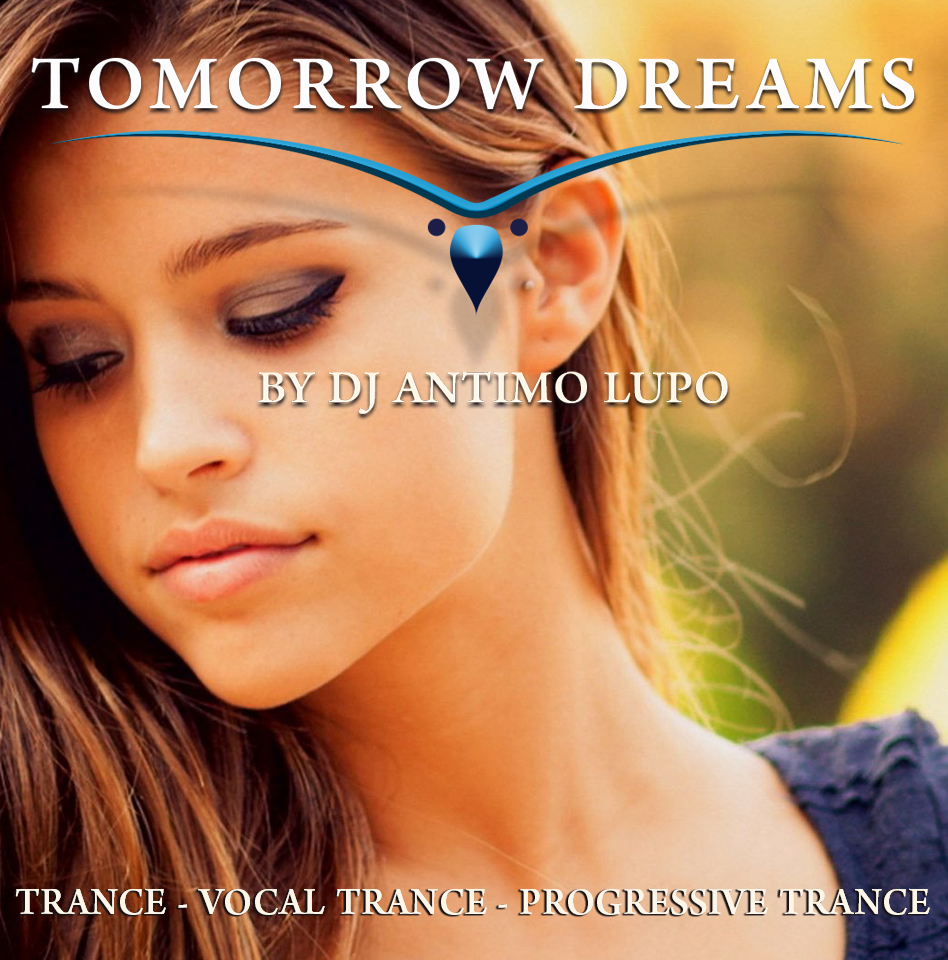 TOMORROW DREAMS
BY DJ ANTIMO LUPO
TRANCE - VOCAL TRANCE - PROGRESSIVE TRANCE